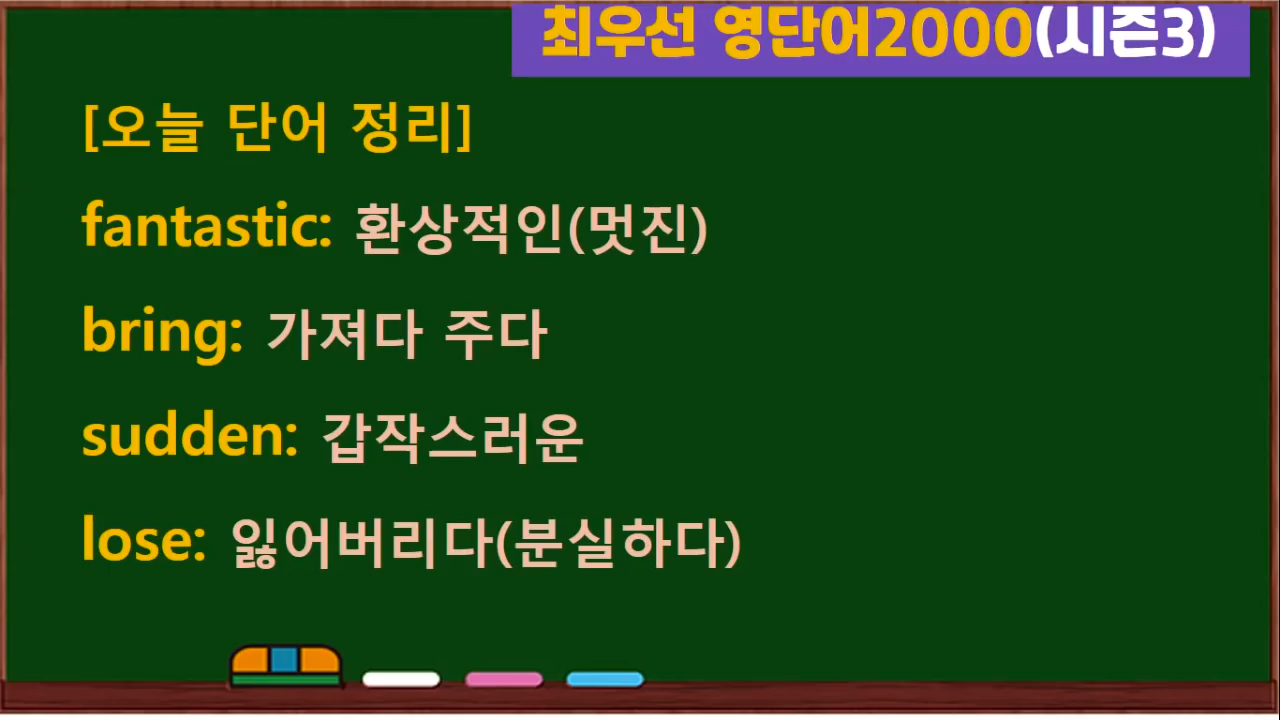 최우선 영단어2000(시즌3)
[오늘 단어 정리]
fantastic: 환상적인(멋진)
bring: 가져다 주다
sudden: 갑작스러운
lose: 잃어버리다(분실하다)